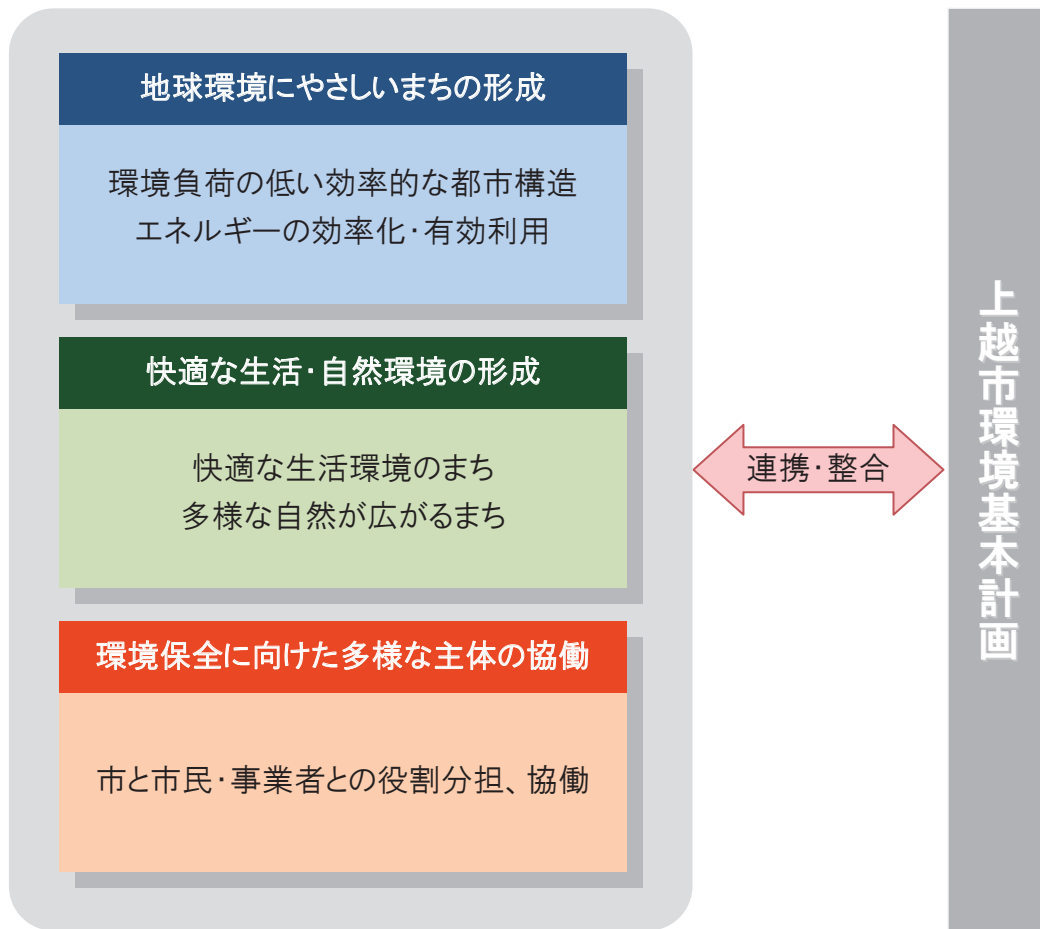 地球環境にやさしいまちの形成
環境負荷の低い効率的な都市構造
エネルギーの効率化・有効利用
快適な生活・自然環境の形成
快適な生活環境のまち
多様な自然が広がるまち
環境保全に向けた多様な主体の協働
市と市民・事業者との役割分担、協働
連携・整合
上越市環境基本計画